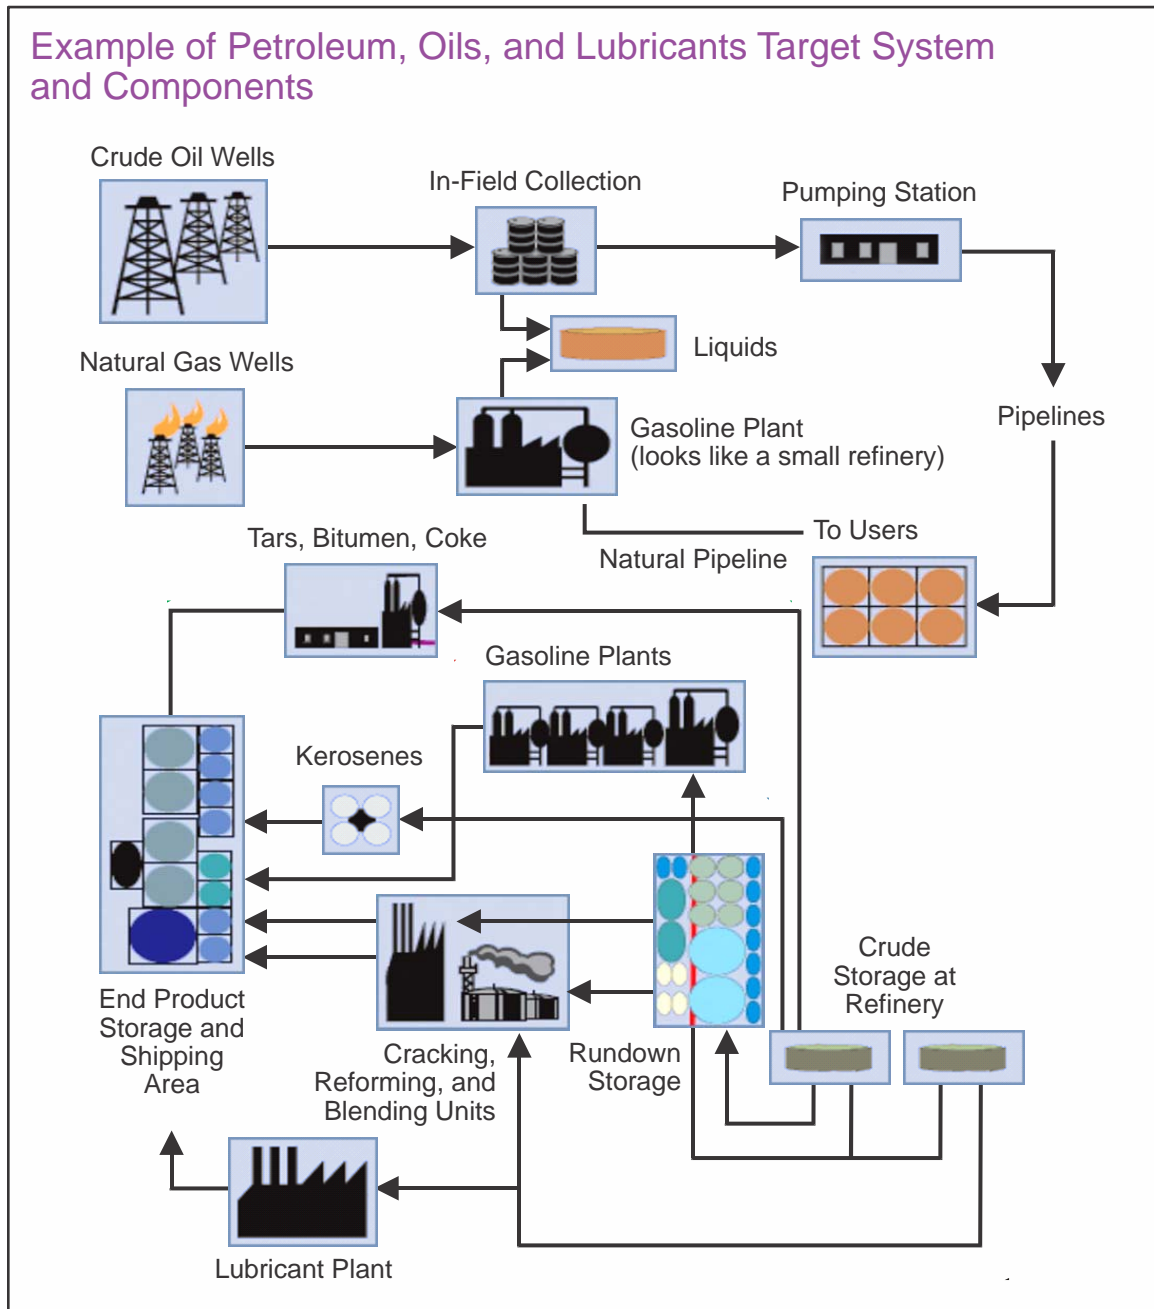 Example of Petroleum, Oils, and Lubricants Target System
and Components
Crude Oil Wells
In-Field Collection
Pumping Station
Liquids
Natural Gas Wells
Pipelines
Gasoline Plant
(looks like a small refinery)
To Users
Natural Pipeline
Tars, Bitumen, Coke
Gasoline Plants
Kerosenes
Crude
Storage at
Refinery
End Product
Storage and
Shipping
Area
Cracking,
Reforming, and
Blending Units
Rundown
Storage
Lubricant Plant